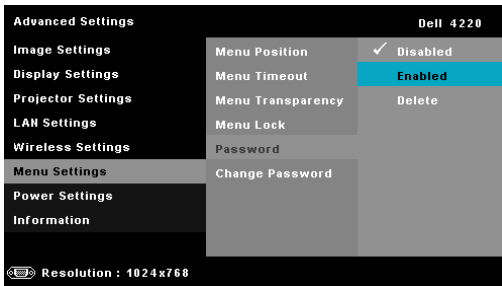 Advanced Settings
Dell 4220
Image Settings
Display Settings
Projector Settings
LAN Settings
Wireless Settings
Menu Settings
Power Settings
Information
Menu Position
Menu Timeout
Menu Transparency
Menu Lock
Password
Change Password
Disabled
Enabled
Delete
Resolution : 1024x768